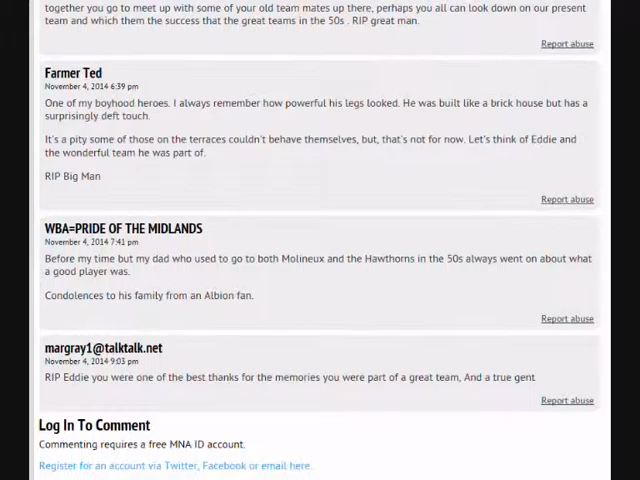 together you go to meet up with some of your old team mates up there, perhaps you all can look down on our present
team and which them the success that the great teams in the 50s . RIP great man.
Report abuse
Farmer Ted
November 4, 2014 6:39 pm
One of my boyhood heroes. I always remember how powerful his legs looked. He was built like a brick house but has a
surprisingly deft touch.
It's a pity some of those on the terraces couldn't behave themselves, but, that's not for now. Let's think of Eddie and
the wonderful team he was part of.
RIP Big Man
Report abuse
WBA=PRIDE OF THE MIDLANDS
November 4, 2014 7:41 pm
Before my time but my dad who used to go to both Molineux and the Hawthorns in the 50s always went on about what
a good player was.
Condolences to his family from an Albion fan.
Report abuse
margray1@talktalk.net
November 4, 2014 9:03 pm
RIP Eddie you were one of the best thanks for the memories you were part of a great team, And a true gent
Report abuse
Log In To Comment
Commenting requires a free MNA ID account.
Register for an account via Twitter, Facebook or email here.